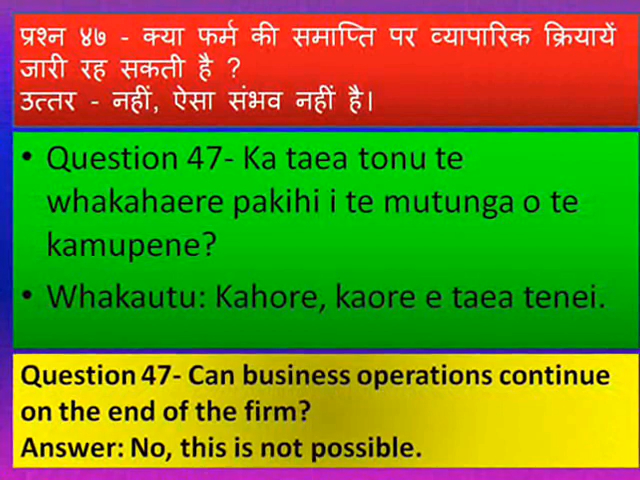 प्रश्न ४७ - क्या फर्म की समाप्ति पर व्यापारिक क्रियायें
जारी रह सकती है ?
उत्तर - नहीं, ऐसा संभव नहीं है।
• Question 47- Ka taea tonu te
whakahaere pakihi i te mutunga o te
kamupene?
• Whakautu: Kahore, kaore e taea tenei.
Question 47- Can business operations continue
on the end of the firm?
Answer: No, this is not possible.